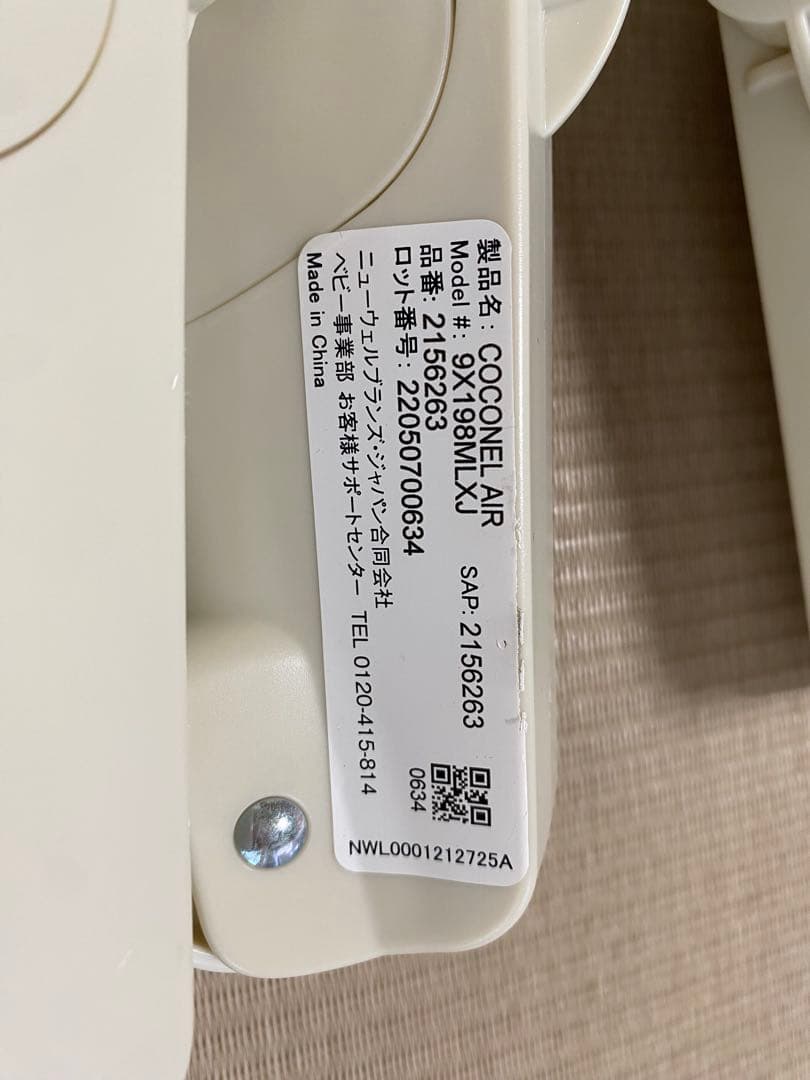 製品名: COCONEL AIR
Model #: 9X198MLXJ SAP: 2156263
品番: 2156263
ロット番号: 22050700634
0634
ニューウェルブランズ・ジャパン合同会社
ベビー事業部 お客様サポートセンター TEL 0120-415-814
Made in China
NWL0001212725A